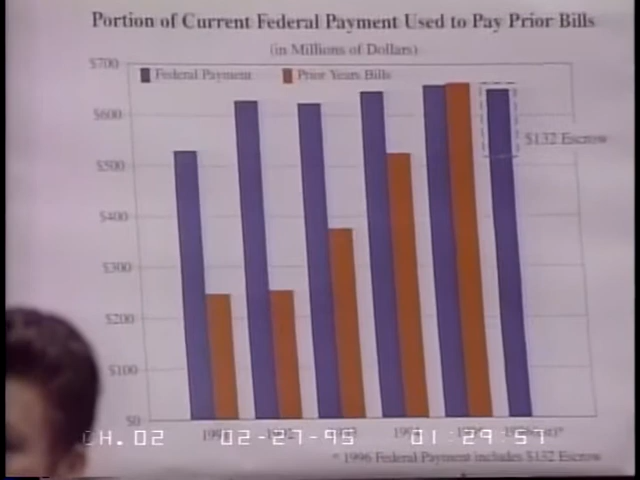 Portion of Current Federal Payment Used to Pay Prior Bills
(in Millions of Dollars)
$700
Federal Payment
Prior Years Bills
$600
$132 Escrow
$500
$400
$300
$200
$100
$0
CH.02 02-27-95 01:29:57
* 1996 Federal Payment includes $132 Escrow